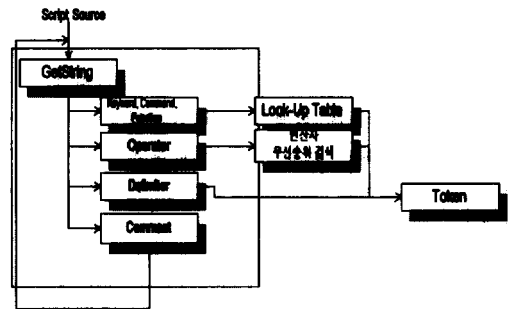 Script Source
GetString
Keyword, Command,
Function
Look-Up Table
Operator
연산자
우선순위 검색
Delimiter
Token
Comment